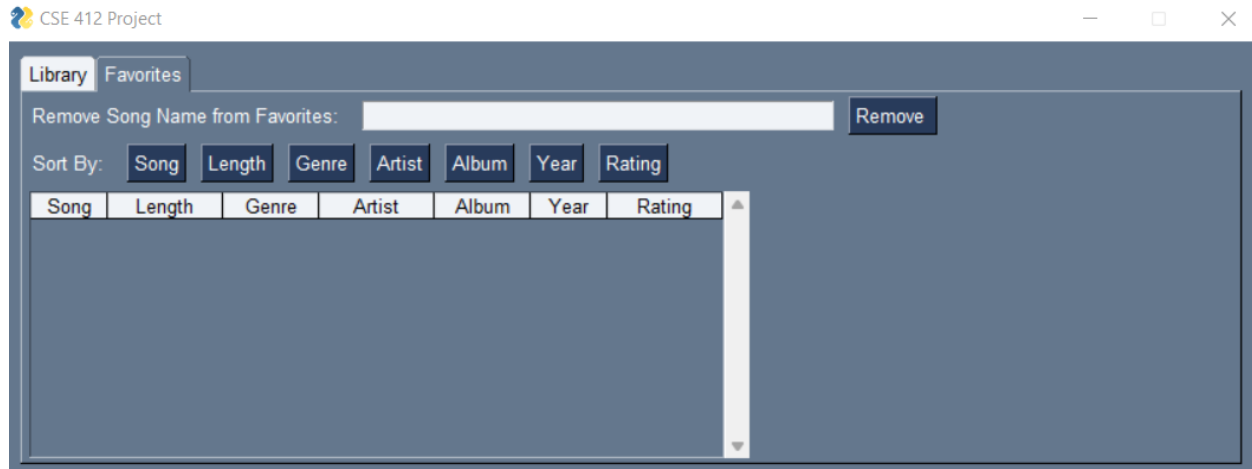 CSE 412 Project
Library Favorites
Remove Song Name from Favorites: Remove
Sort By: Song Length Genre Artist Album Year Rating
Song Length Genre Artist Album Year Rating